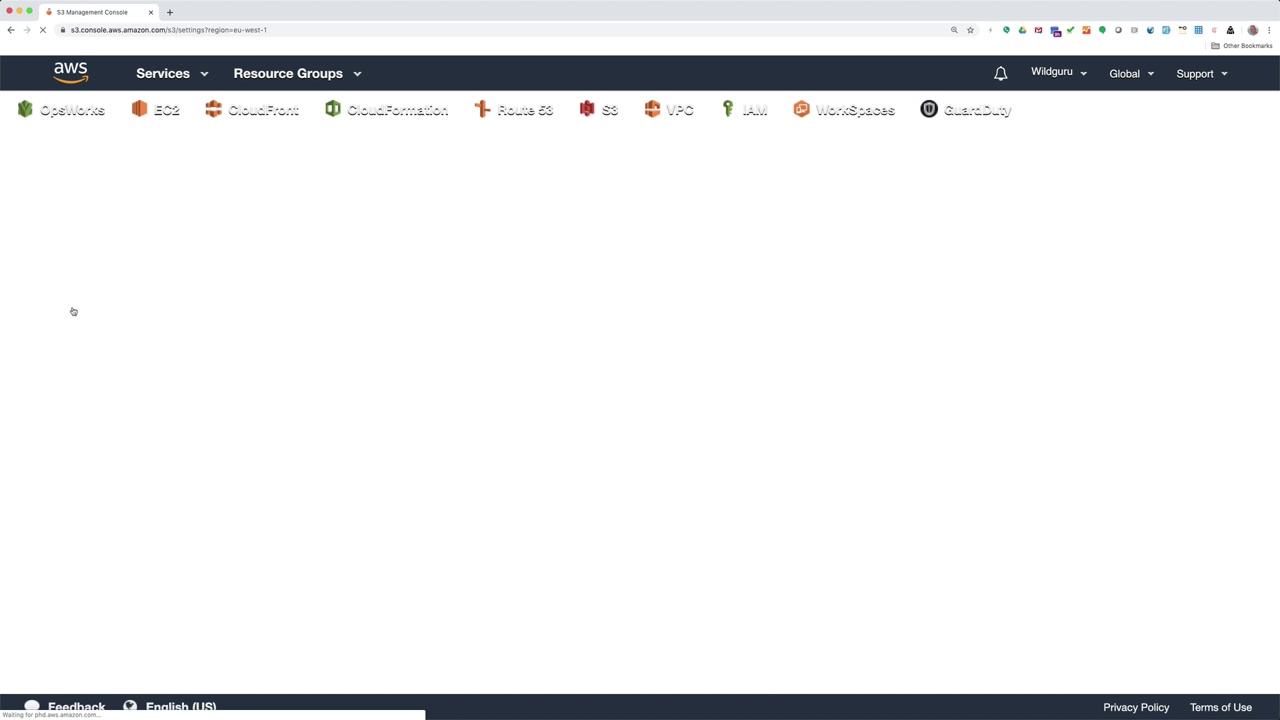 S3 Management Console
s3.console.aws.amazon.com/s3/settings?region=eu-west-1
Other Bookmarks
aws Services Resource Groups Wildguru Global Support
OpsWorks EC2 CloudFront CloudFormation Route 53 S3 VPC IAM WorkSpaces GuardDuty
Feedback English (US) Privacy Policy Terms of Use
Waiting for phd.aws.amazon.com...